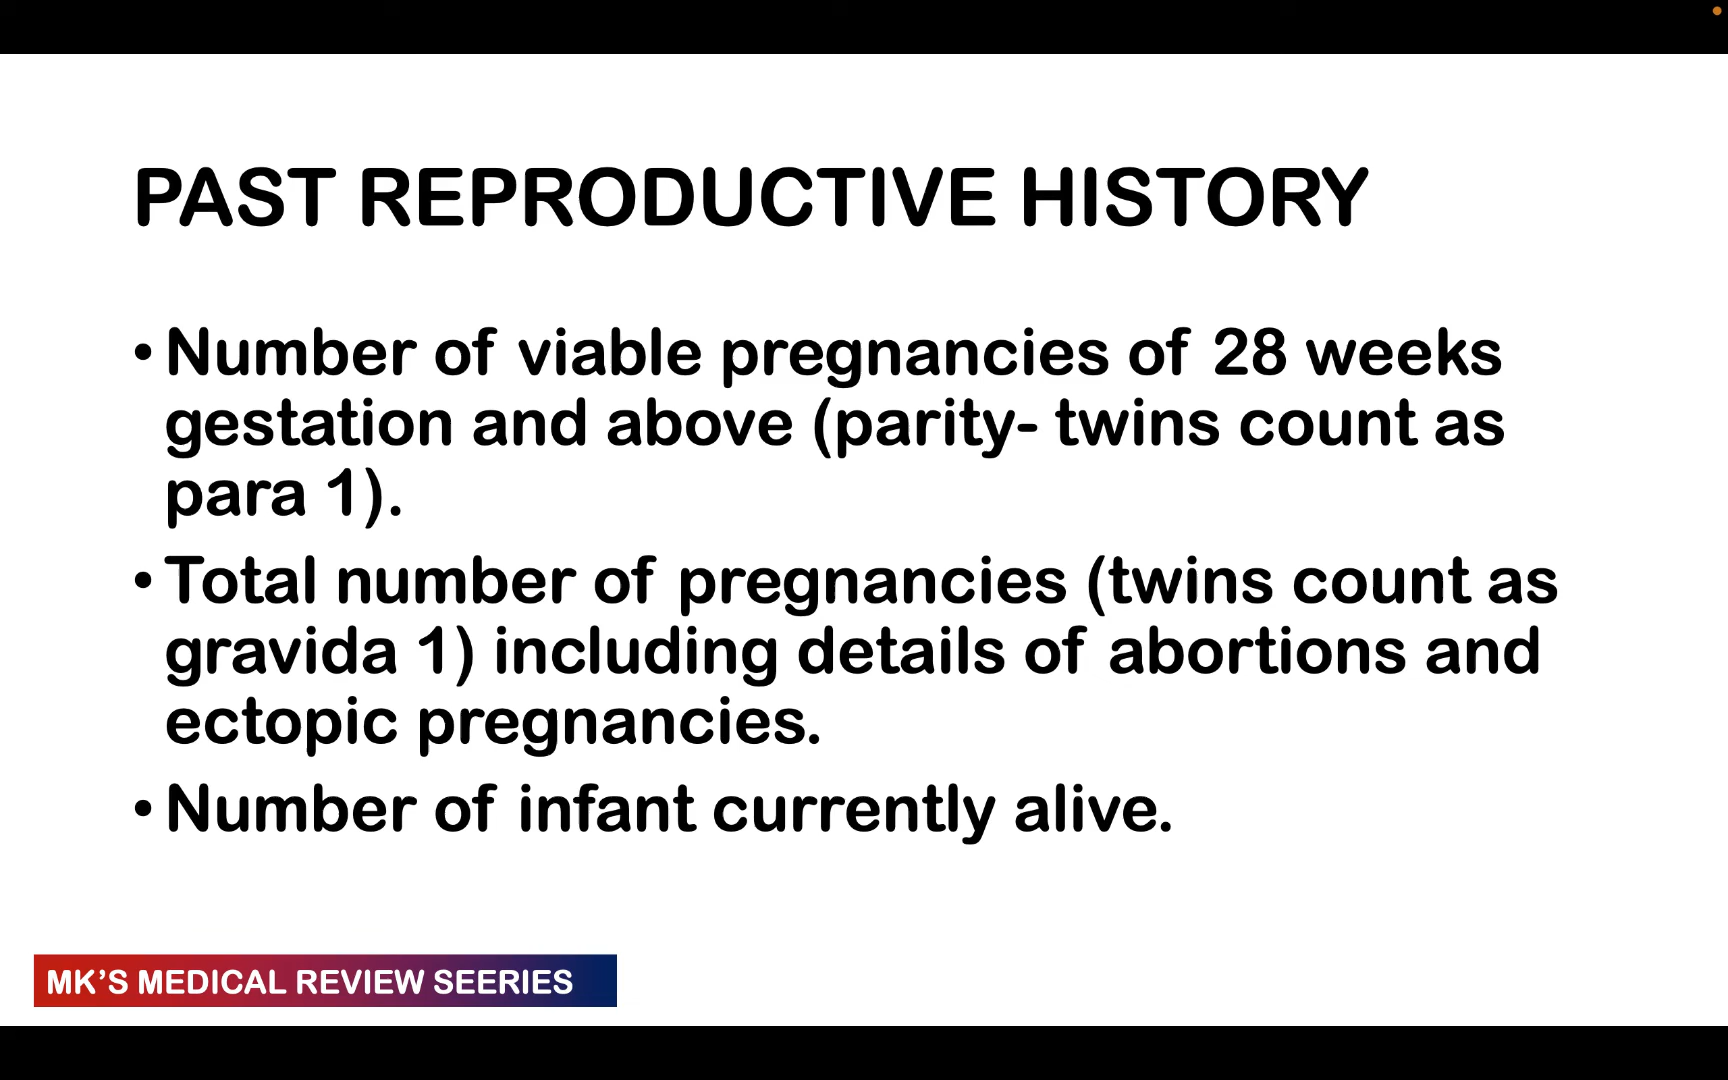 PAST REPRODUCTIVE HISTORY
• Number of viable pregnancies of 28 weeks
gestation and above (parity- twins count as
para 1).
• Total number of pregnancies (twins count as
gravida 1) including details of abortions and
ectopic pregnancies.
• Number of infant currently alive.
MK’S MEDICAL REVIEW SEERIES